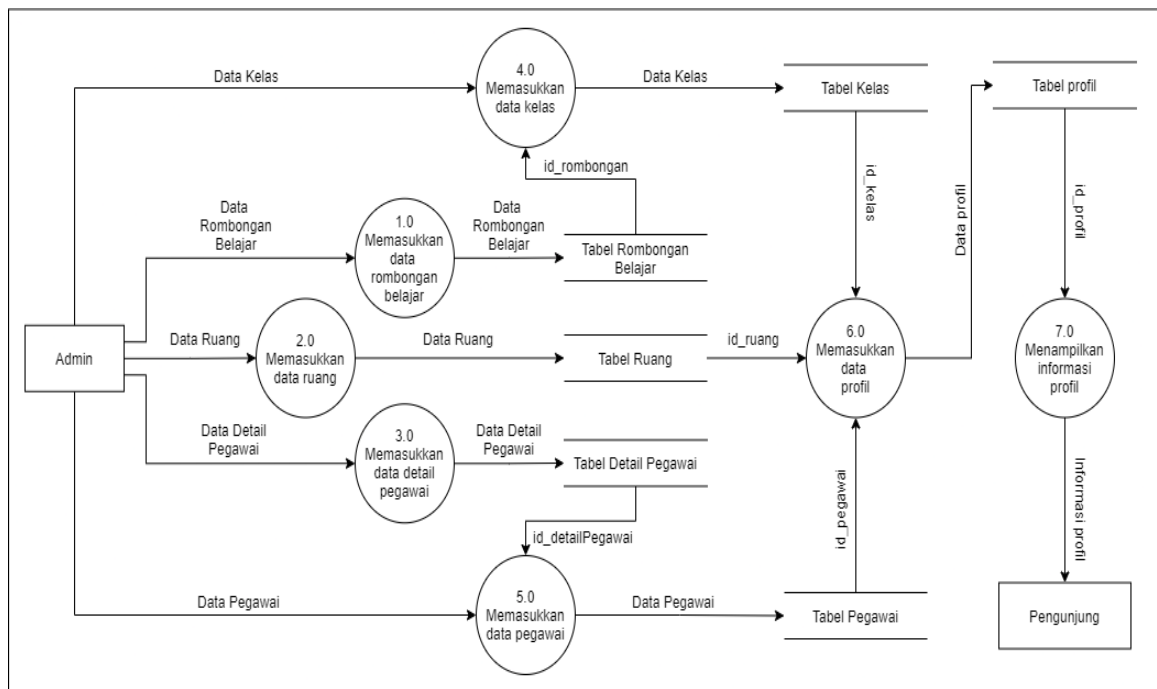 Data Kelas
4.0
Memasukkan
data kelas
Data Kelas
Tabel Kelas
Tabel profil
id_rombongan
id_kelas
Data profil
id_profil
Data
Rombongan
Belajar
1.0
Memasukkan
data
rombongan
belajar
Data
Rombongan
Belajar
Tabel Rombongan
Belajar
Admin
Data Ruang
2.0
Memasukkan
data ruang
Data Ruang
Tabel Ruang
id_ruang
6.0
Memasukkan
data
profil
7.0
Menampilkan
informasi
profil
Data Detail
Pegawai
3.0
Memasukkan
data detail
pegawai
Data Detail
Pegawai
Tabel Detail Pegawai
id_detailPegawai
id_pegawai
Informasi profil
Data Pegawai
5.0
Memasukkan
data pegawai
Data Pegawai
Tabel Pegawai
Pengunjung